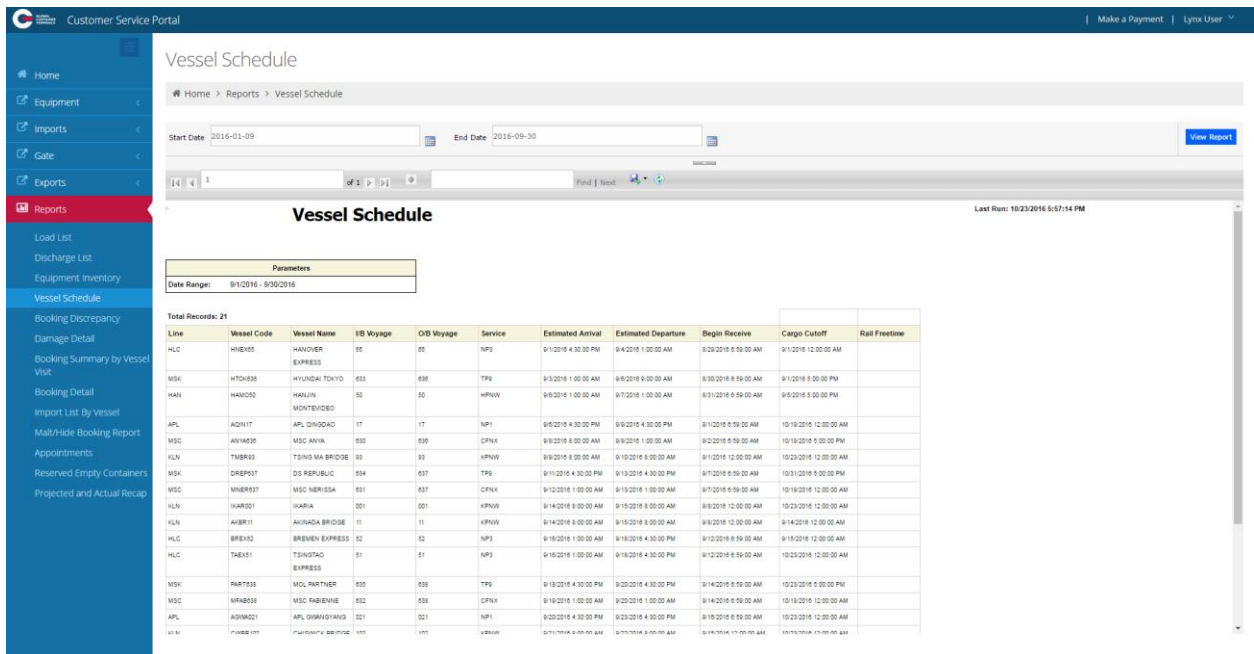 GLOBAL CONTAINER TERMINALS Customer Service Portal | Make a Payment | Lynx User
Home
Equipment
Imports
Gate
Exports
Reports
Load List
Discharge List
Equipment Inventory
Vessel Schedule
Booking Discrepancy
Damage Detail
Booking Summary by Vessel
Visit
Booking Detail
Import List By Vessel
Malt/Hide Booking Report
Appointments
Reserved Empty Containers
Projected and Actual Recap
Vessel Schedule
Home > Reports > Vessel Schedule
Start Date 2016-01-09 End Date 2016-09-30 View Report
1 of 1 Find | Next
Vessel Schedule Last Run: 10/23/2016 5:57:14 PM
Parameters
Date Range: 9/1/2016 - 9/30/2016
Total Records: 21
Line Vessel Code Vessel Name I/B Voyage O/B Voyage Service Estimated Arrival Estimated Departure Begin Receive Cargo Cutoff Rail Freetime
HLC HNEX65 HANOVER EXPRESS 65 65 NP3 9/1/2016 4:30:00 PM 9/4/2016 1:00:00 AM 8/29/2016 6:59:00 AM 9/1/2016 12:00:00 AM
MSK HTOK636 HYUNDAI TOKYO 633 636 TP9 9/3/2016 1:00:00 AM 9/6/2016 9:00:00 AM 8/30/2016 6:59:00 AM 9/1/2016 5:00:00 PM
HAN HAMO50 HANJIN MONTEVIDEO 50 50 HPNW 9/6/2016 1:00:00 AM 9/7/2016 1:00:00 AM 8/31/2016 6:59:00 AM 9/5/2016 5:00:00 PM
APL AQIN17 APL QINGDAO 17 17 NP1 9/6/2016 4:30:00 PM 9/9/2016 4:30:00 PM 9/1/2016 6:59:00 AM 10/19/2016 12:00:00 AM
MSC ANYA636 MSC ANYA 630 636 CFNX 9/8/2016 8:00:00 AM 9/9/2016 1:00:00 AM 9/2/2016 6:59:00 AM 10/19/2016 5:00:00 PM
KLN TMBR93 TSING MA BRIDGE 93 93 KPNW 9/9/2016 8:00:00 AM 9/10/2016 8:00:00 AM 9/1/2016 12:00:00 AM 10/23/2016 12:00:00 AM
MSK DREP637 DS REPUBLIC 634 637 TP9 9/11/2016 4:30:00 PM 9/13/2016 4:30:00 PM 9/7/2016 6:59:00 AM 10/31/2016 5:00:00 PM
MSC MNER637 MSC NERISSA 631 637 CFNX 9/12/2016 1:00:00 AM 9/13/2016 1:00:00 AM 9/7/2016 6:59:00 AM 10/19/2016 12:00:00 AM
KLN IKAR001 IKARIA 001 001 KPNW 9/14/2016 8:00:00 AM 9/15/2016 8:00:00 AM 9/8/2016 12:00:00 AM 10/23/2016 12:00:00 AM
KLN AKBR11 AKINADA BRIDGE 11 11 KPNW 9/14/2016 8:00:00 AM 9/15/2016 8:00:00 AM 9/8/2016 12:00:00 AM 9/14/2016 12:00:00 AM
HLC BREX52 BREMEN EXPRESS 52 52 NP3 9/16/2016 1:00:00 AM 9/18/2016 4:30:00 PM 9/12/2016 6:59:00 AM 9/15/2016 12:00:00 AM
HLC TAEX51 TSINGTAO EXPRESS 51 51 NP3 9/16/2016 1:00:00 AM 9/18/2016 4:30:00 PM 9/12/2016 6:59:00 AM 10/23/2016 12:00:00 AM
MSK PART638 MOL PARTNER 635 638 TP9 9/18/2016 4:30:00 PM 9/20/2016 4:30:00 PM 9/14/2016 6:59:00 AM 10/23/2016 5:00:00 PM
MSC MFAB638 MSC FABIENNE 632 638 CFNX 9/19/2016 1:00:00 AM 9/20/2016 1:00:00 AM 9/14/2016 6:59:00 AM 10/19/2016 12:00:00 AM
APL AGWA021 APL GWANGYANG 021 021 NP1 9/20/2016 4:30:00 PM 9/23/2016 4:30:00 PM 9/16/2016 6:59:00 AM 10/23/2016 12:00:00 AM